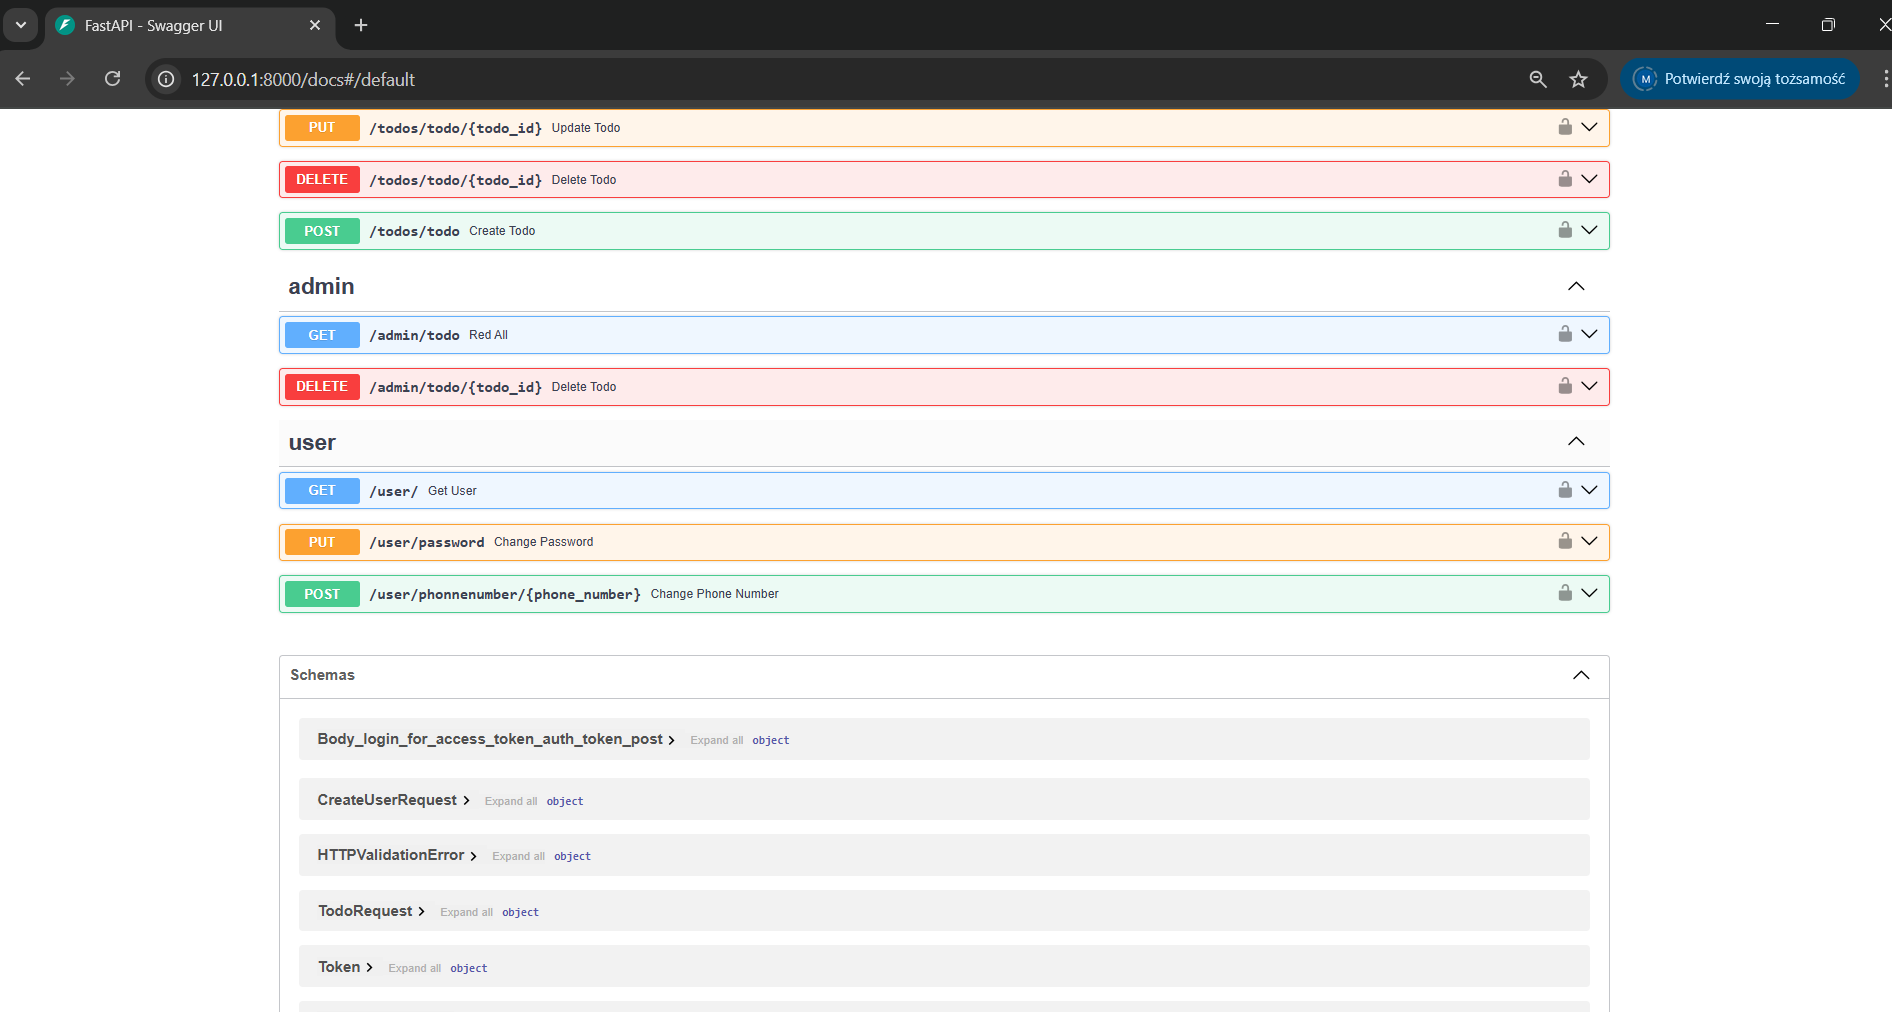 FastAPI - Swagger UI
127.0.0.1:8000/docs#/default
M Potwierdź swoją tożsamość
PUT /todos/todo/{todo_id} Update Todo
DELETE /todos/todo/{todo_id} Delete Todo
POST /todos/todo Create Todo
admin
GET /admin/todo Red All
DELETE /admin/todo/{todo_id} Delete Todo
user
GET /user/ Get User
PUT /user/password Change Password
POST /user/phonnenumber/{phone_number} Change Phone Number
Schemas
Body_login_for_access_token_auth_token_post Expand all object
CreateUserRequest Expand all object
HTTPValidationError Expand all object
TodoRequest Expand all object
Token Expand all object